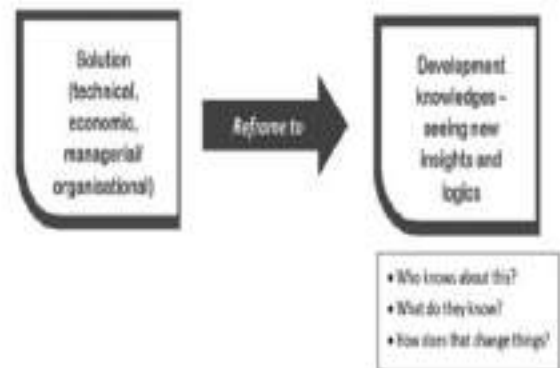 Solution
(technical,
economic,
managerial/
organisational)
Reframe to
Development
knowledges –
seeing new
insights and
logics
• Who knows about this?
• What do they know?
• How does that change things?